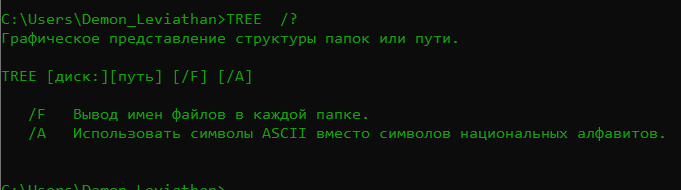 C:\Users\Demon_Leviathan>TREE  /?
Графическое представление структуры папок или пути.
TREE [диск:][путь] [/F] [/A]
/F   Вывод имен файлов в каждой папке.
/A   Использовать символы ASCII вместо символов национальных алфавитов.
C:\Users\Demon_Leviathan>